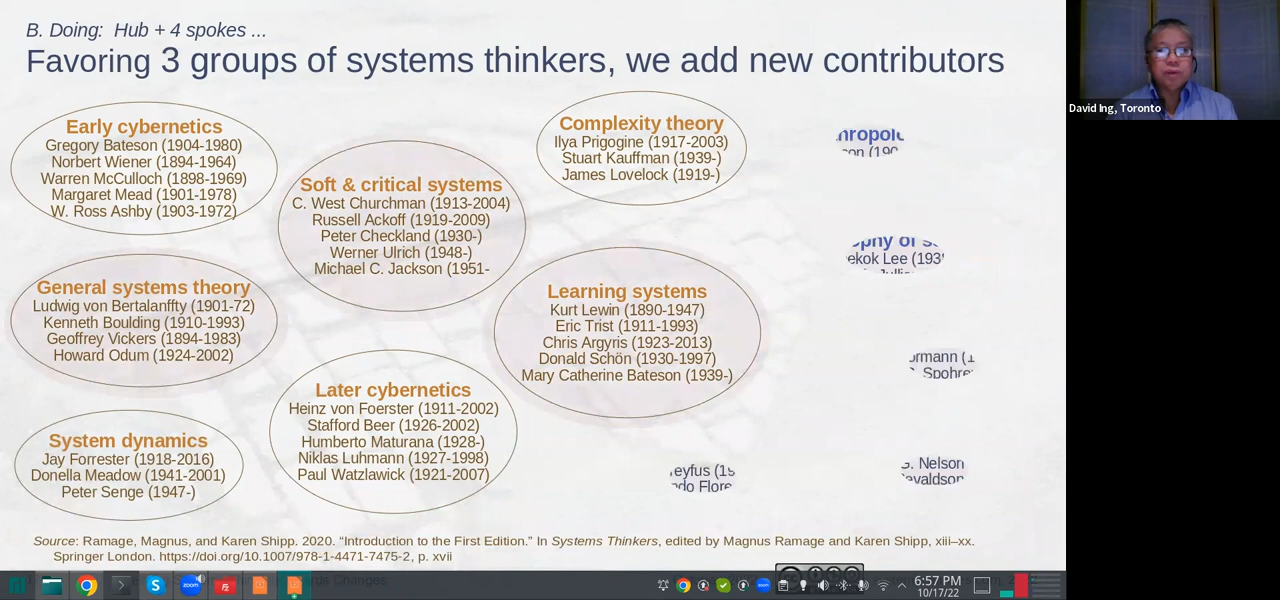 B. Doing: Hub + 4 spokes ...
Favoring 3 groups of systems thinkers, we add new contributors
Early cybernetics
Gregory Bateson (1904-1980)
Norbert Wiener (1894-1964)
Warren McCulloch (1898-1969)
Margaret Mead (1901-1978)
W. Ross Ashby (1903-1972)
General systems theory
Ludwig von Bertalanffty (1901-72)
Kenneth Boulding (1910-1993)
Geoffrey Vickers (1894-1983)
Howard Odum (1924-2002)
System dynamics
Jay Forrester (1918-2016)
Donella Meadow (1941-2001)
Peter Senge (1947-)
Soft & critical systems
C. West Churchman (1913-2004)
Russell Ackoff (1919-2009)
Peter Checkland (1930-)
Werner Ulrich (1948-)
Michael C. Jackson (1951-
Later cybernetics
Heinz von Foerster (1911-2002)
Stafford Beer (1926-2002)
Humberto Maturana (1928-)
Niklas Luhmann (1927-1998)
Paul Watzlawick (1921-2007)
Complexity theory
Ilya Prigogine (1917-2003)
Stuart Kauffman (1939-)
James Lovelock (1919-)
Learning systems
Kurt Lewin (1890-1947)
Eric Trist (1911-1993)
Chris Argyris (1923-2013)
Donald Schön (1930-1997)
Mary Catherine Bateson (1939-)
G. Nelson
Source: Ramage, Magnus, and Karen Shipp. 2020. “Introduction to the First Edition.” In Systems Thinkers, edited by Magnus Ramage and Karen Shipp, xiii–xx.
Springer London. https://doi.org/10.1007/978-1-4471-7475-2, p. xvii
6:57 PM
10/17/22
David Ing, Toronto